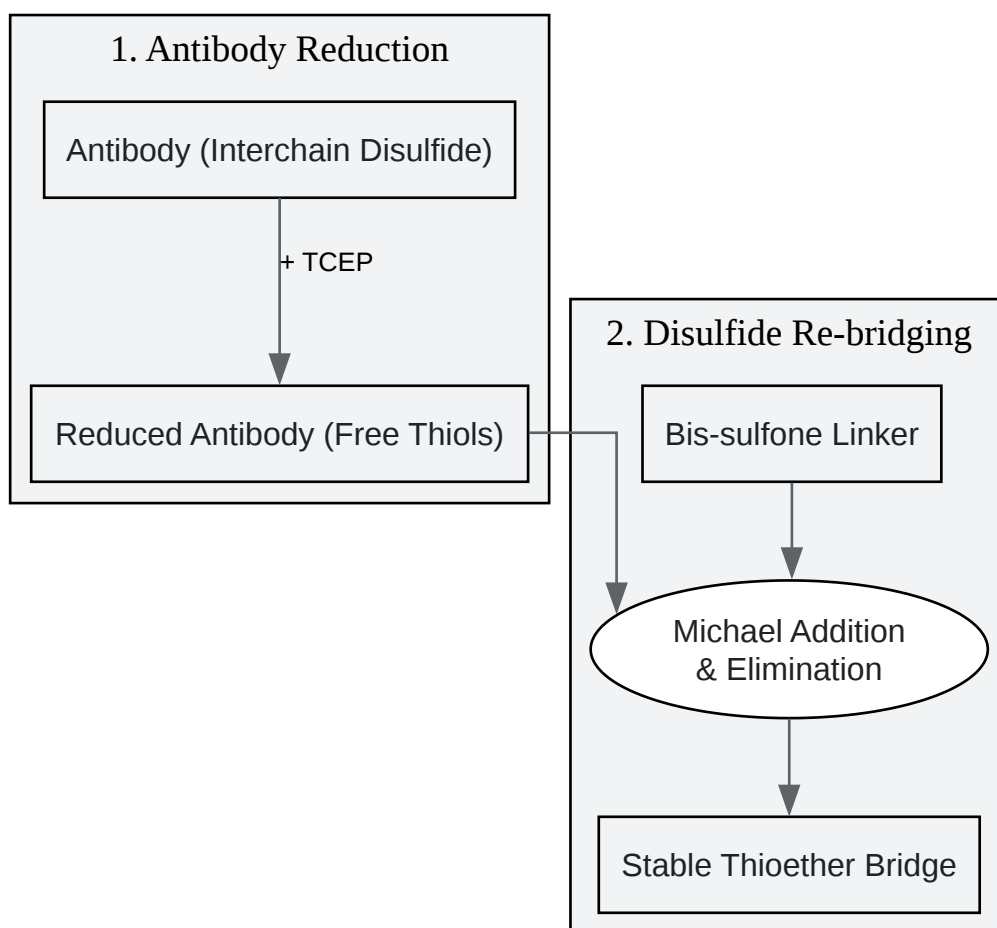 1. Antibody Reduction
Antibody (Interchain Disulfide)
+ TCEP
Reduced Antibody (Free Thiols)
2. Disulfide Re-bridging
Bis-sulfone Linker
Michael Addition
& Elimination
Stable Thioether Bridge